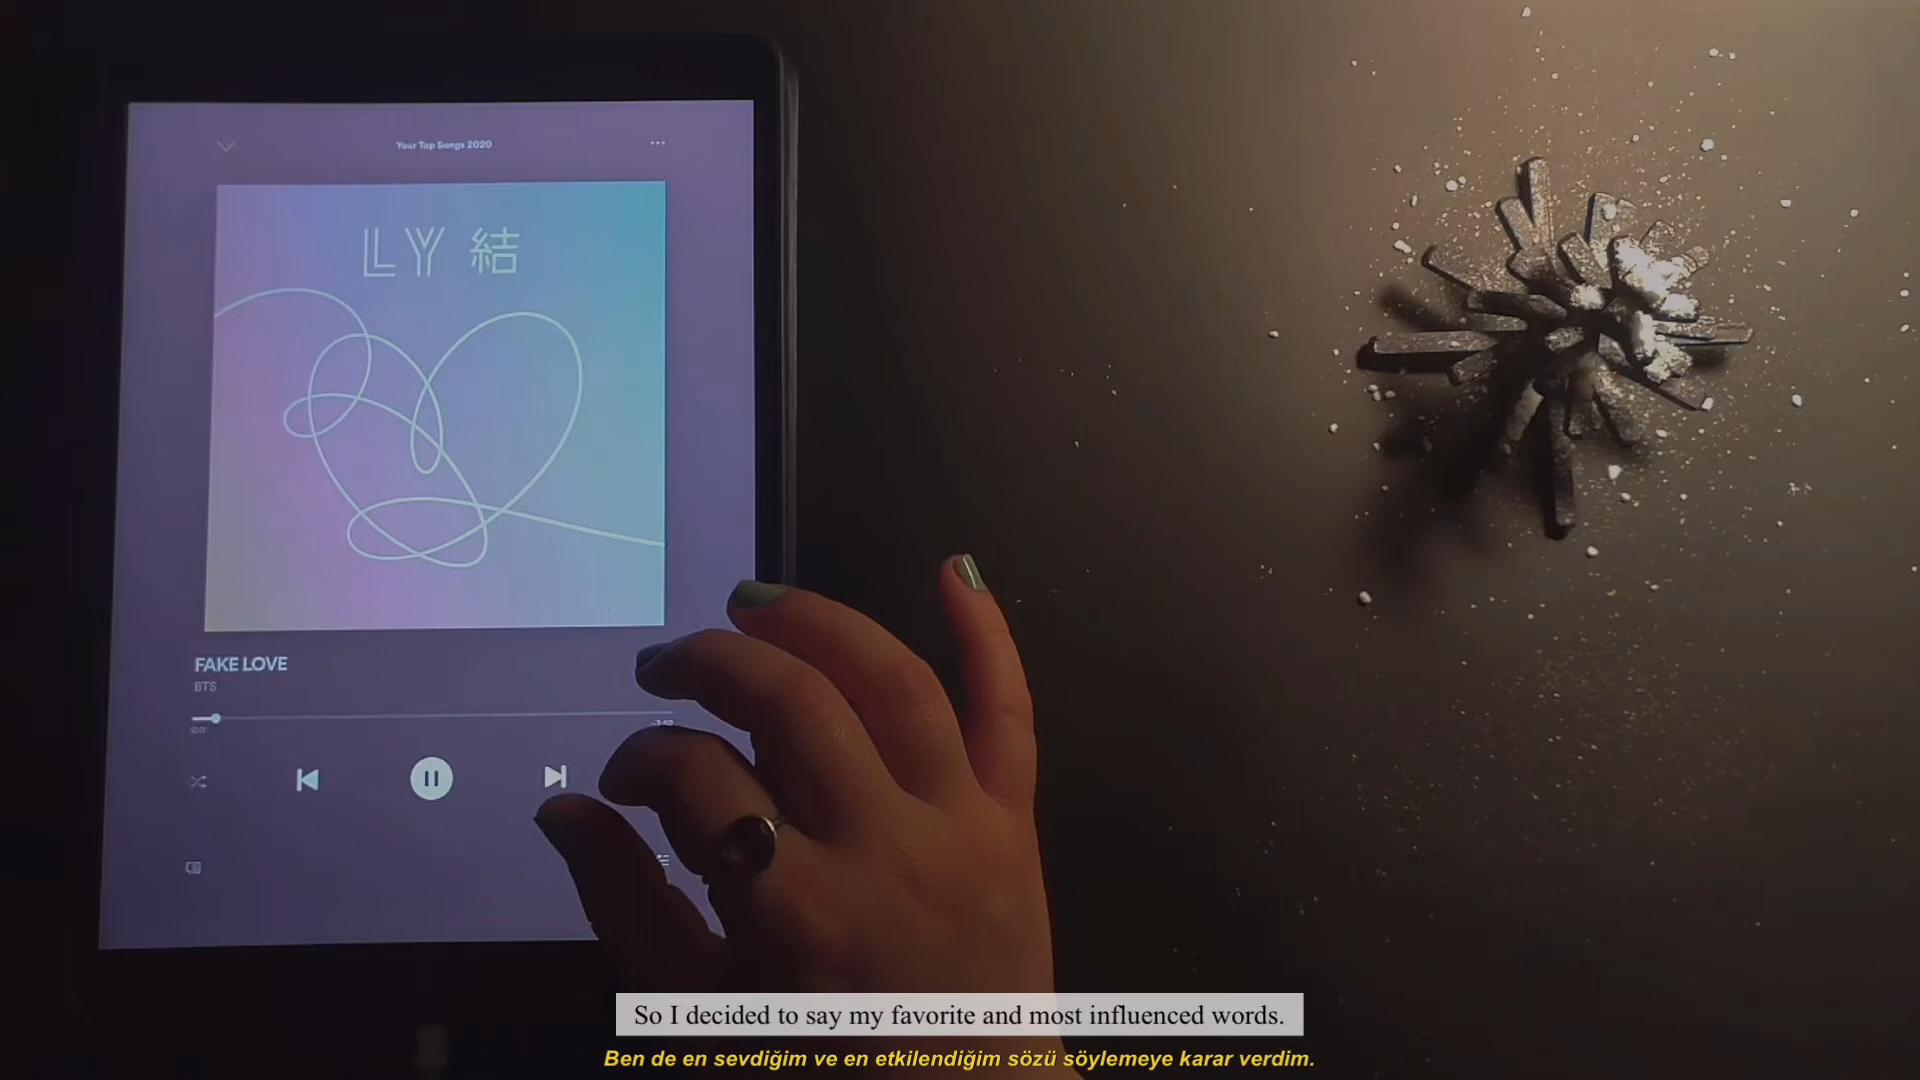 Your Top Songs 2020
LY 結
FAKE LOVE
BTS
So I decided to say my favorite and most influenced words.
Ben de en sevdiğim ve en etkilendiğim sözü söylemeye karar verdim.